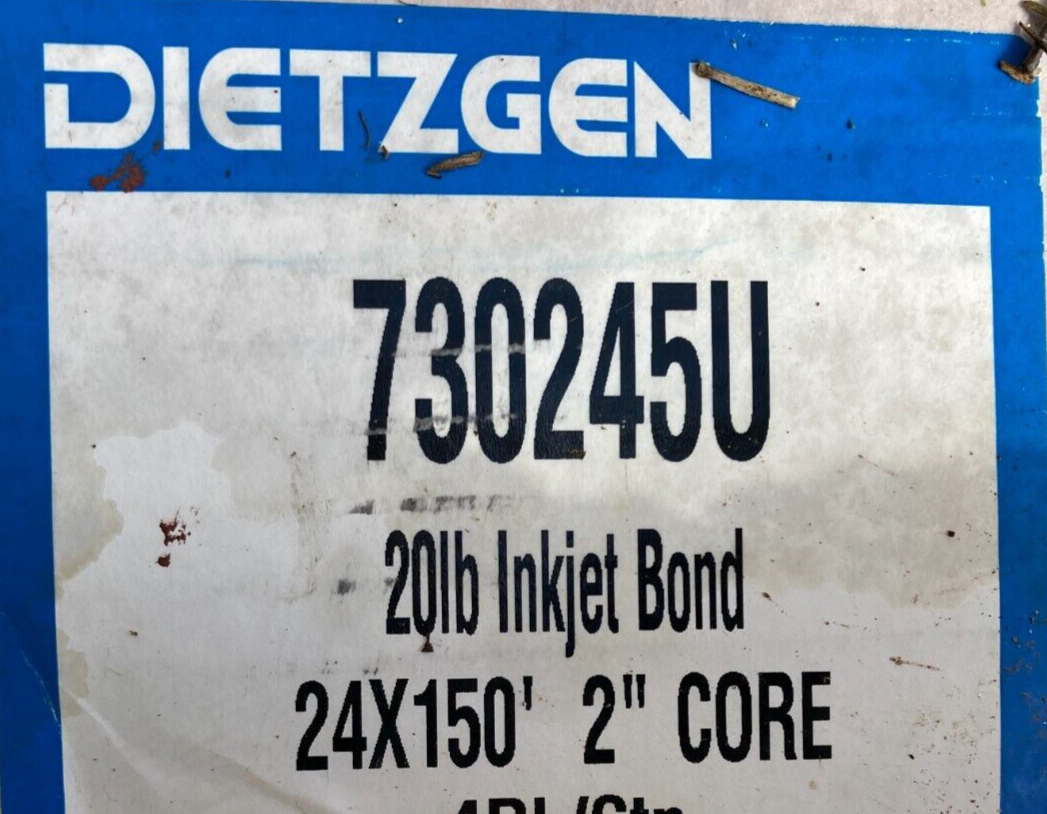 DIETZGEN
730245U
20lb Inkjet Bond
24X150' 2" CORE